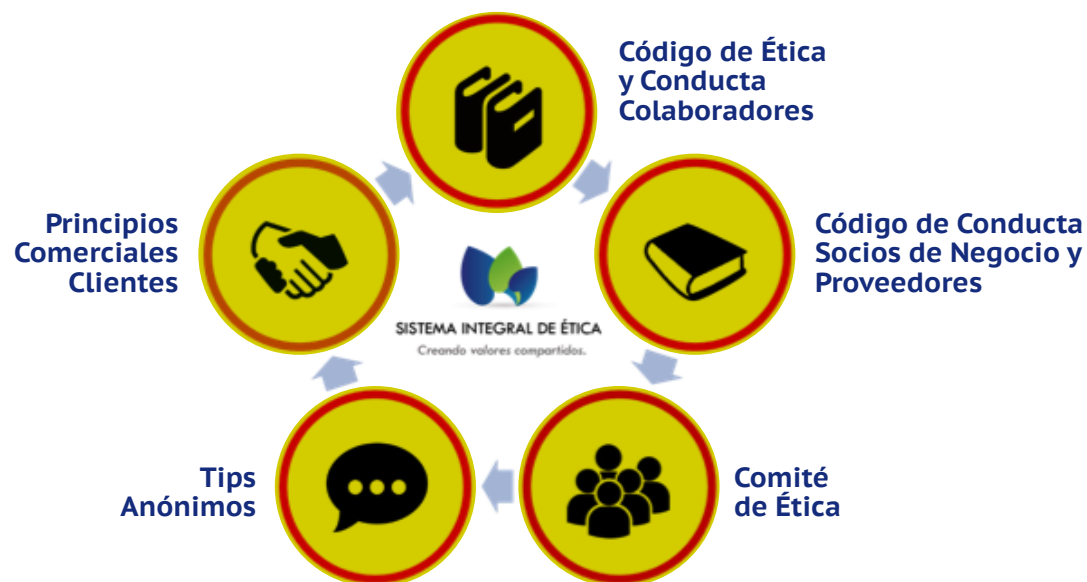 Código de Ética
y Conducta
Colaboradores
Código de Conducta
Socios de Negocio y
Proveedores
Comité
de Ética
Tips
Anónimos
Principios
Comerciales
Clientes
SISTEMA INTEGRAL DE ÉTICA
Creando valores compartidos.